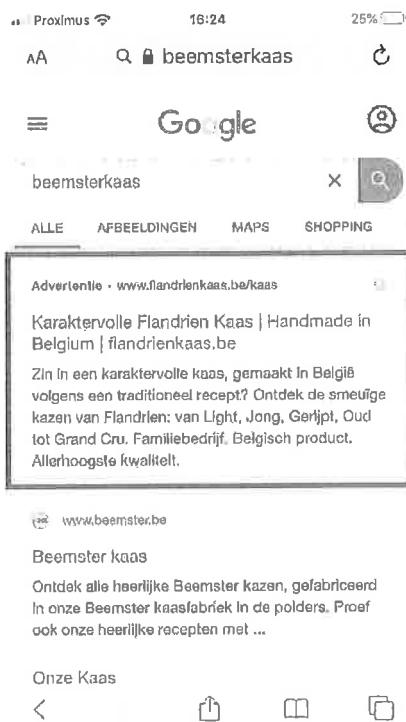 Proximus 16:24 25%
AA beemsterkaas
Google
beemsterkaas
ALLE AFBEELDINGEN MAPS SHOPPING
Advertentie · www.flandrienkaas.be/kaas
Karaktervolle Flandrien Kaas | Handmade in
Belgium | flandrienkaas.be
Zin in een karaktervolle kaas, gemaakt in België
volgens een traditioneel recept? Ontdek de smeuïge
kazen van Flandrien: van Light, Jong, Gerijpt, Oud
tot Grand Cru. Familiebedrijf. Belgisch product.
Allerhoogste kwaliteit.
www.beemster.be
Beemster kaas
Ontdek alle heerlijke Beemster kazen, gefabriceerd
in onze Beemster kaasfabriek in de polders. Proef
ook onze heerlijke recepten met ...
Onze Kaas